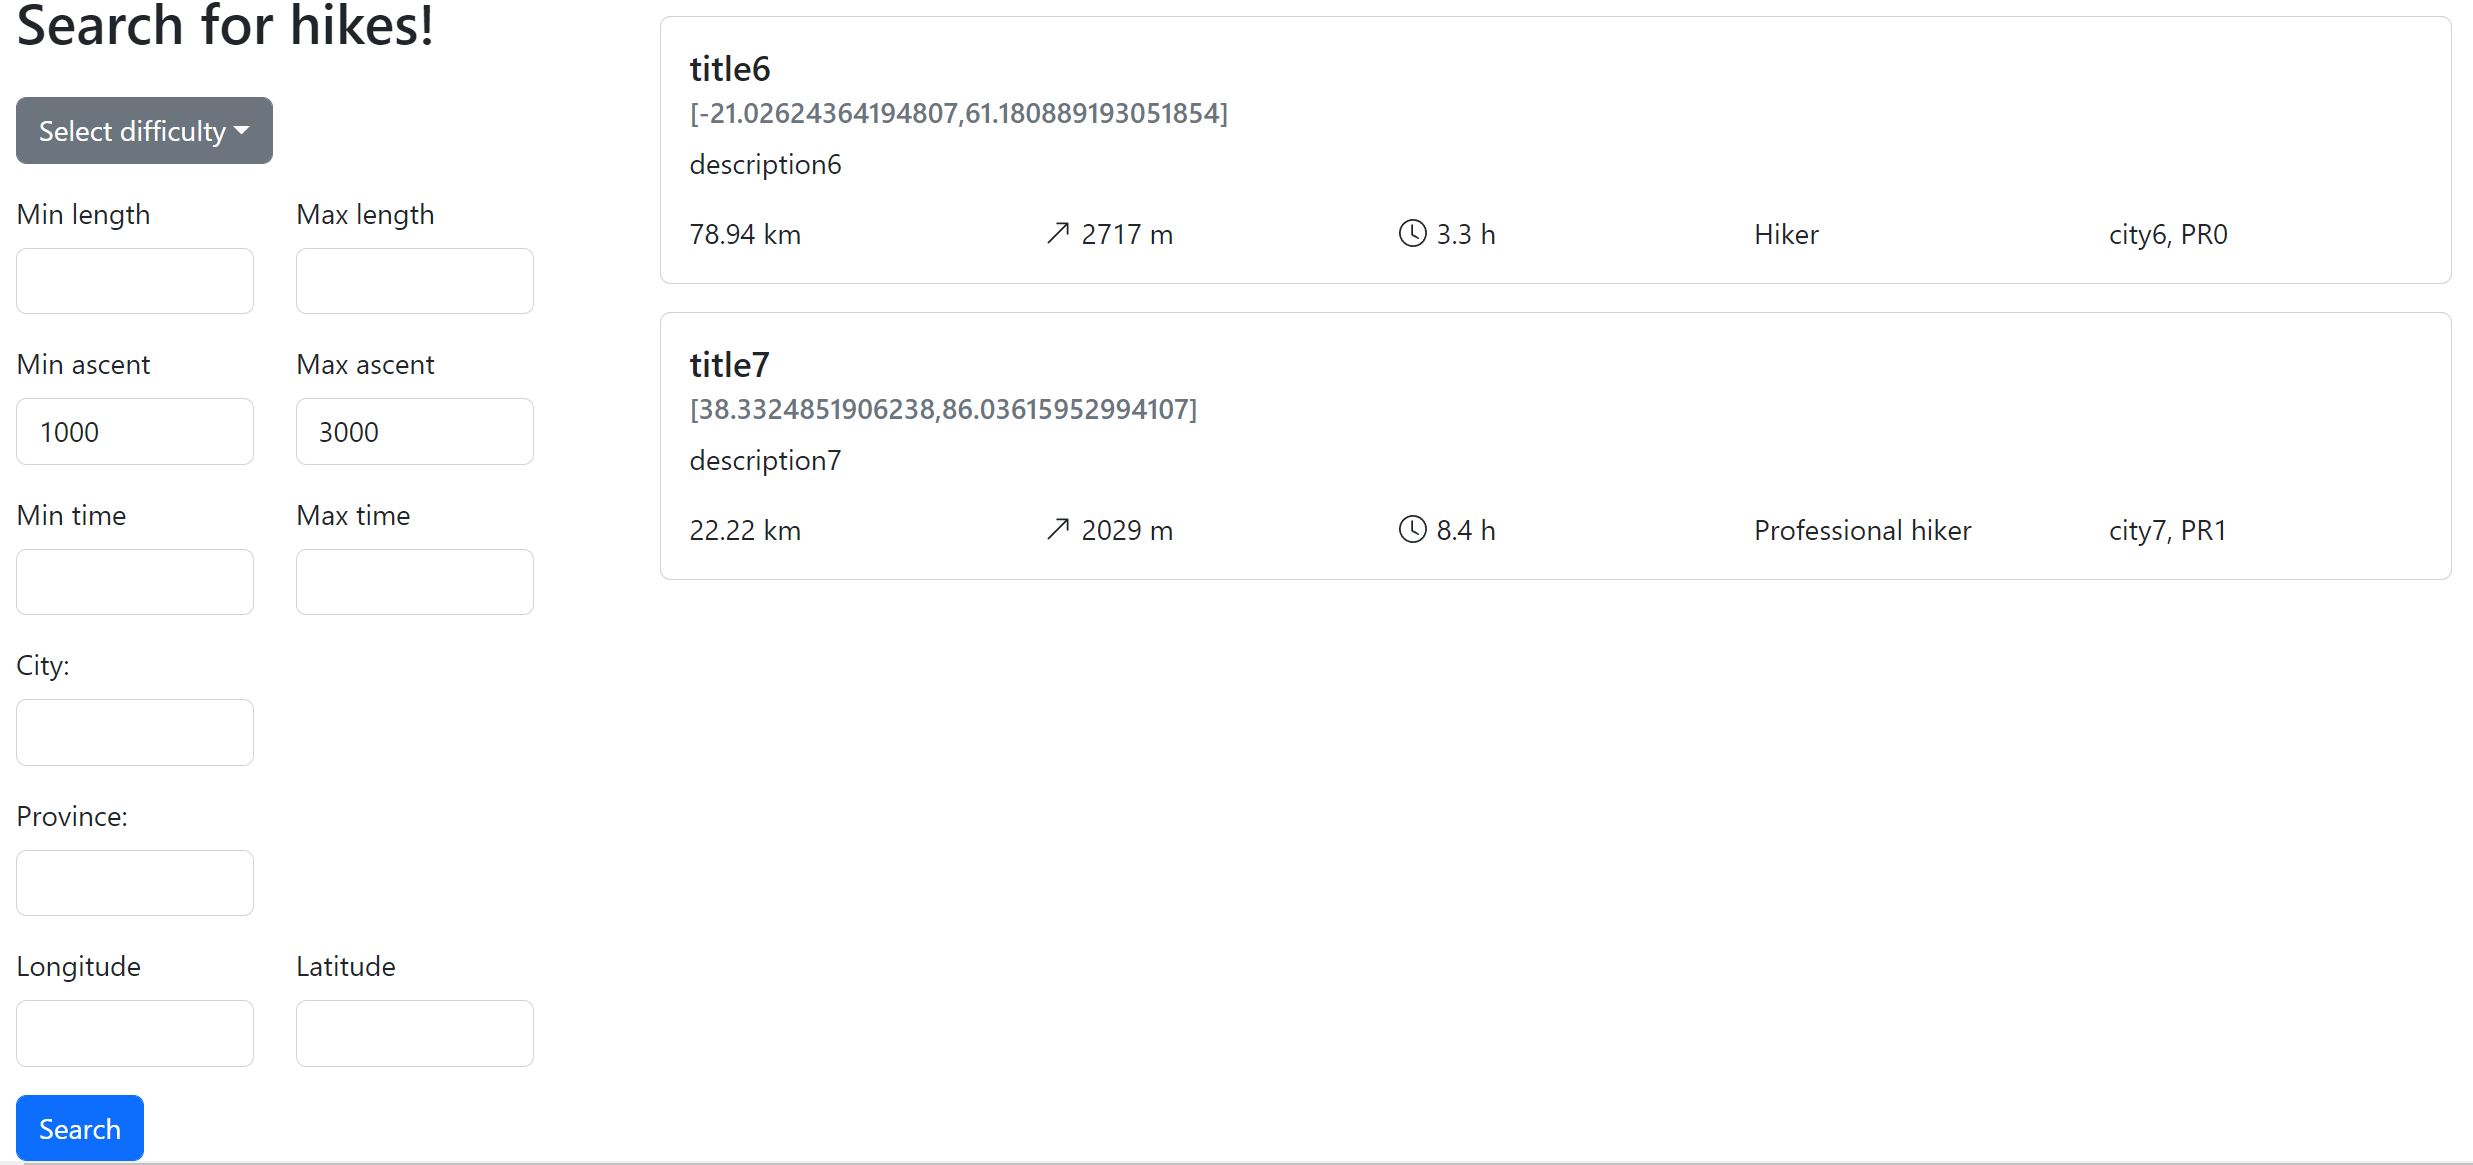 Search for hikes!
Select difficulty
Min length
Max length
Min ascent
Max ascent
1000
3000
Min time
Max time
City:
Province:
Longitude
Latitude
Search
title6
[-21.02624364194807,61.180889193051854]
description6
78.94 km
2717 m
3.3 h
Hiker
city6, PR0
title7
[38.3324851906238,86.03615952994107]
description7
22.22 km
2029 m
8.4 h
Professional hiker
city7, PR1